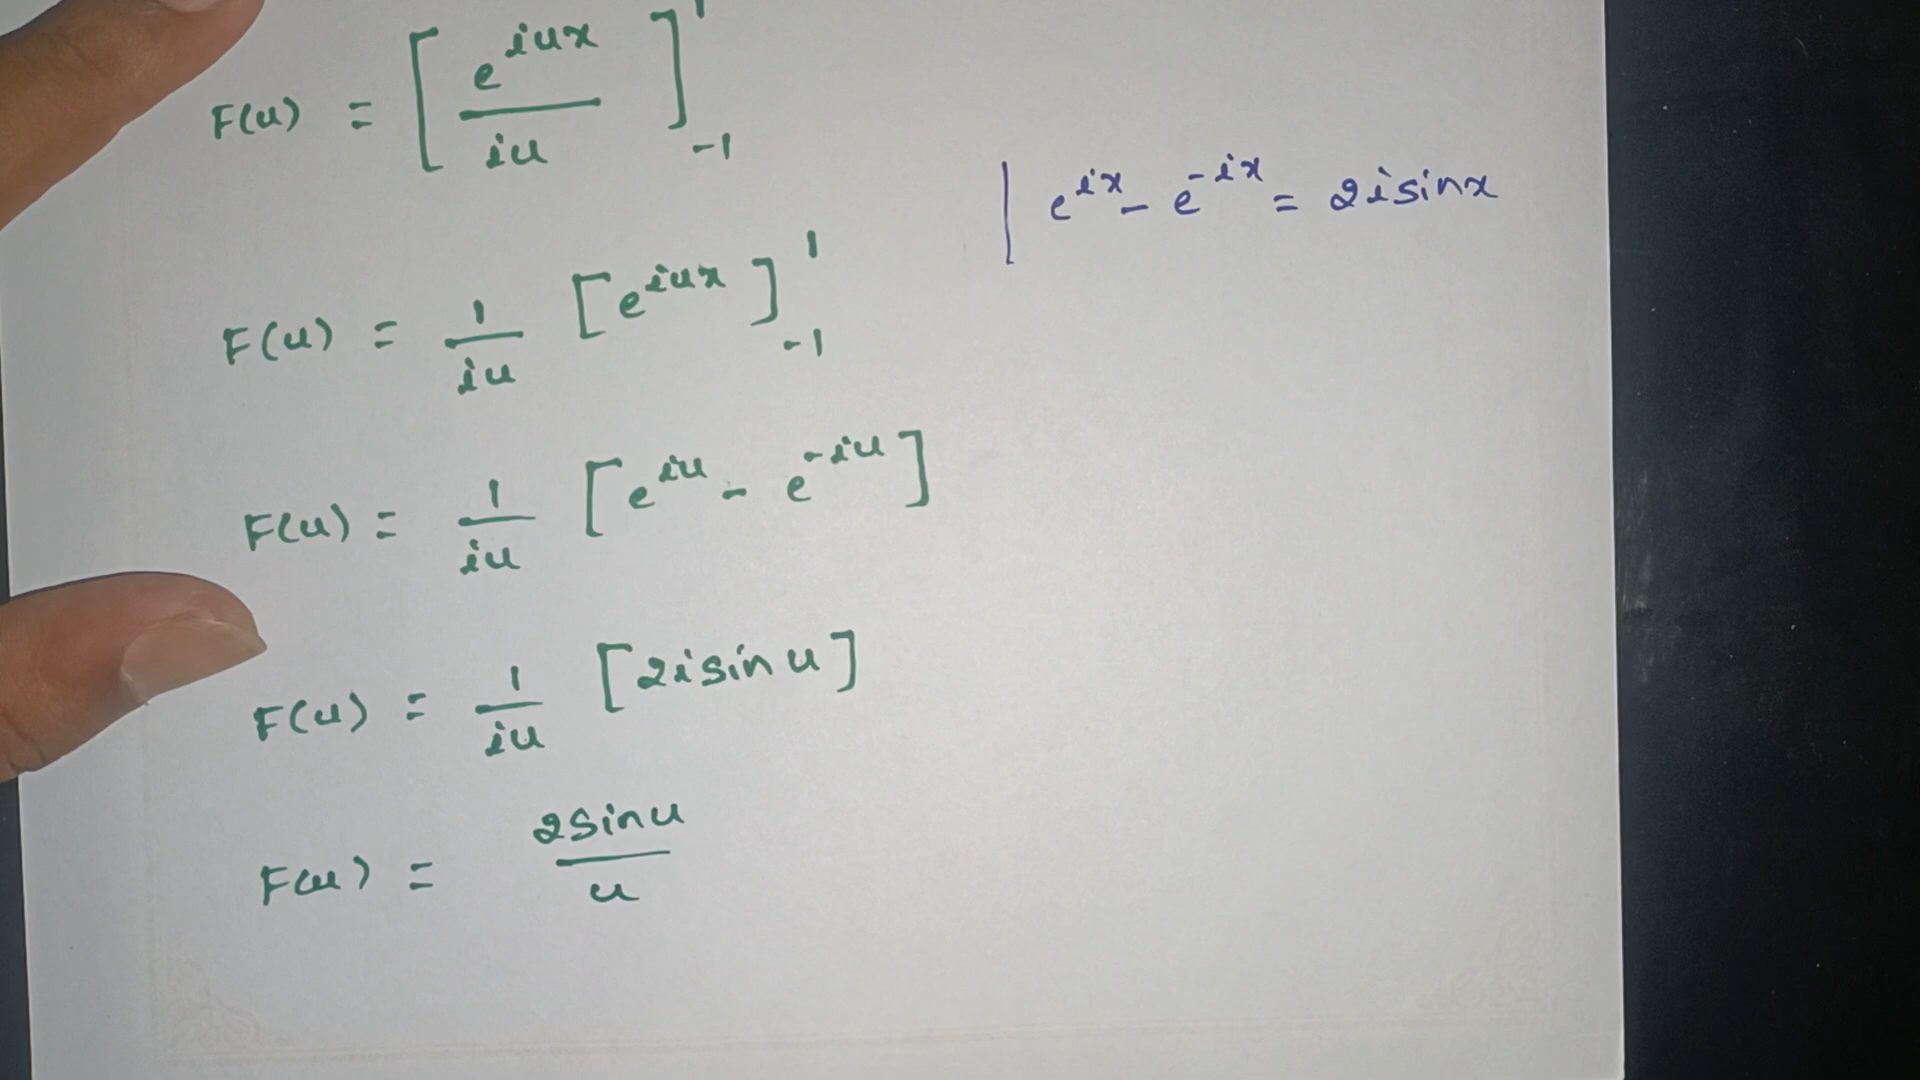 F(u) = [e^{iux} / iu]_{-1}^{1}
e^{ix} - e^{-ix} = 2i sin x
F(u) = 1/iu [e^{iux}]_{-1}^{1}
F(u) = 1/iu [e^{iu} - e^{-iu}]
F(u) = 1/iu [2i sin u]
F(u) = 2 sin u / u